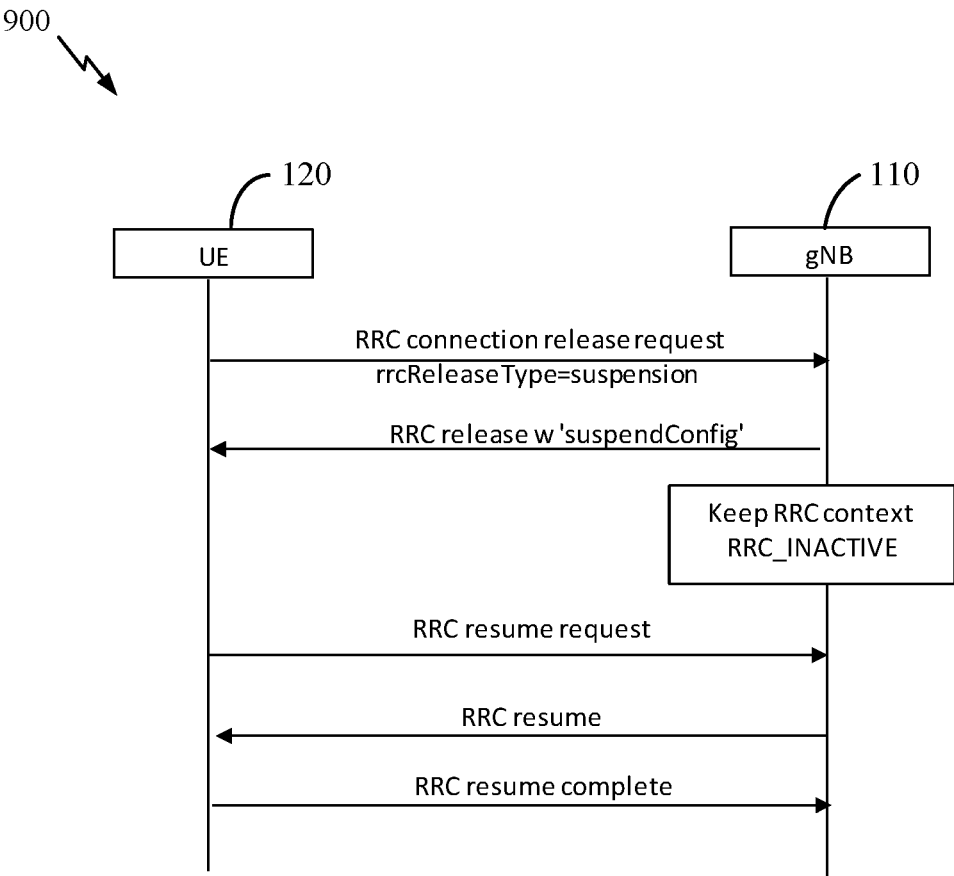 900
120
110
UE
gNB
RRC connection release request
rrcReleaseType=suspension
RRC release w 'suspendConfig'
Keep RRC context
RRC_INACTIVE
RRC resume request
RRC resume
RRC resume complete